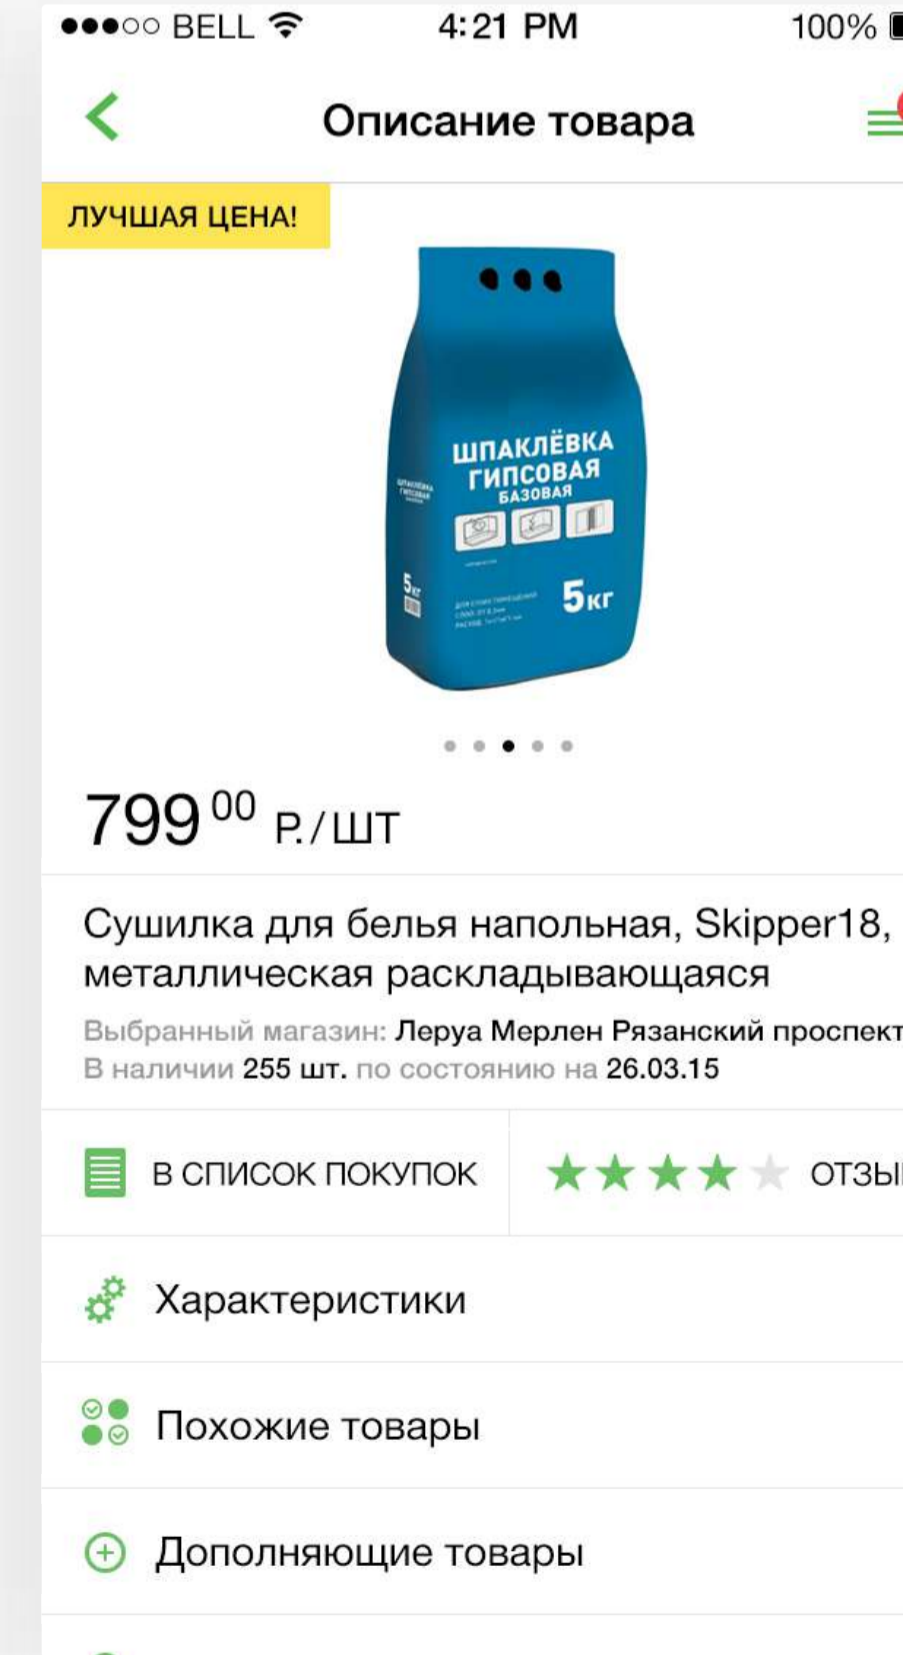 BELL 4:21 PM 100%
Описание товара
ЛУЧШАЯ ЦЕНА!
ШПАКЛЁВКА
ГИПСОВАЯ
БАЗОВАЯ
5кг
5кг
799 00 Р./ШТ
Сушилка для белья напольная, Skipper18,
металлическая раскладывающаяся
Выбранный магазин: Леруа Мерлен Рязанский проспект
В наличии 255 шт. по состоянию на 26.03.15
В СПИСОК ПОКУПОК
ОТЗЫ
Характеристики
Похожие товары
Дополняющие товары